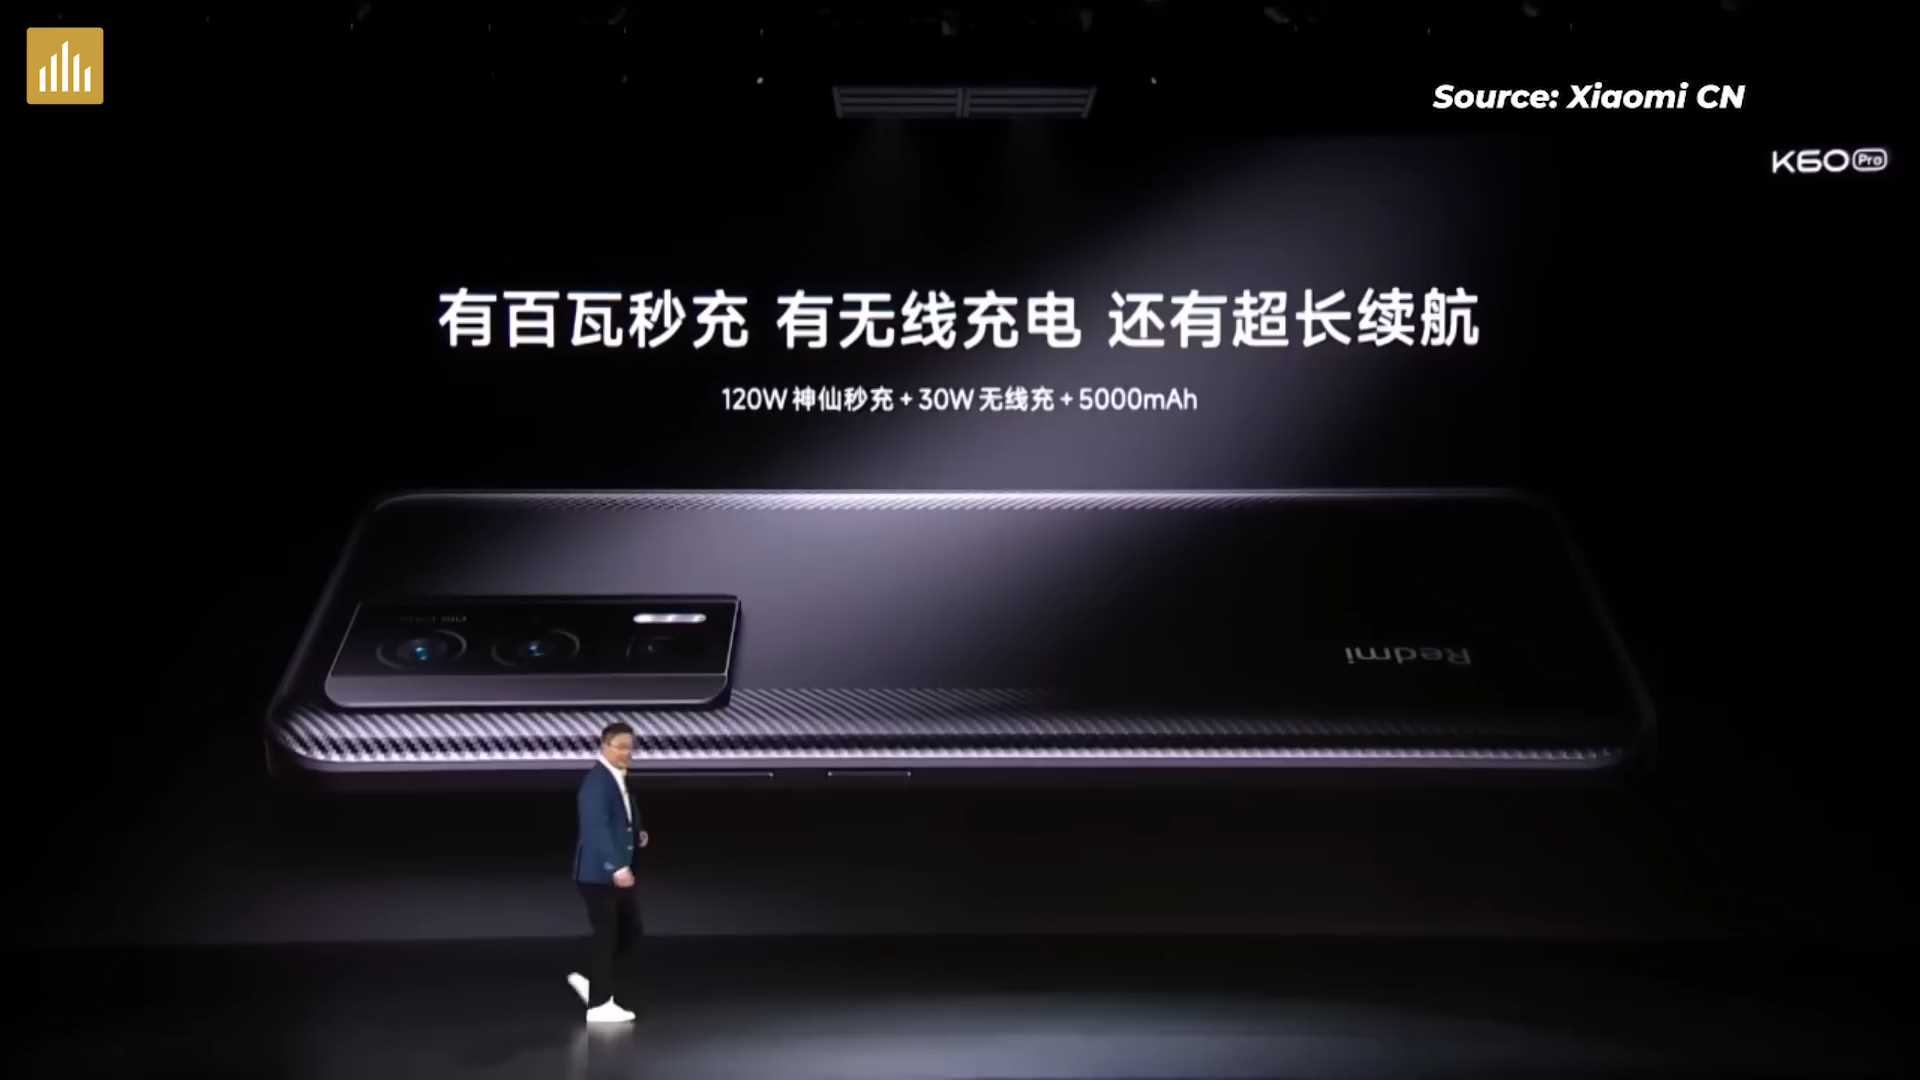 Source: Xiaomi CN
K60 Pro
有百瓦秒充 有无线充电 还有超长续航
120W 神仙秒充 + 30W 无线充 + 5000mAh
Redmi